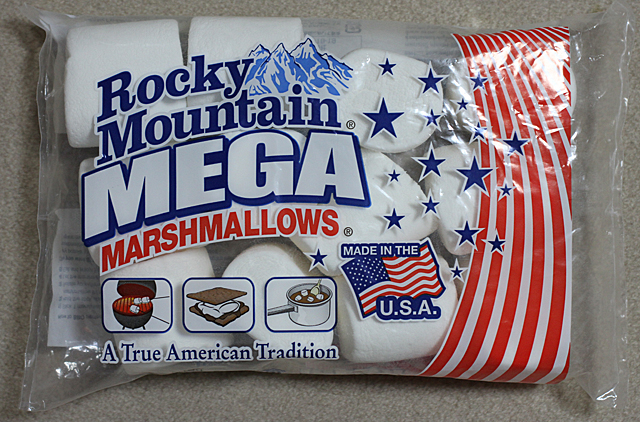 Rocky
Mountain®
MEGA
MARSHMALLOWS®
MADE IN THE
U.S.A.
A True American Tradition